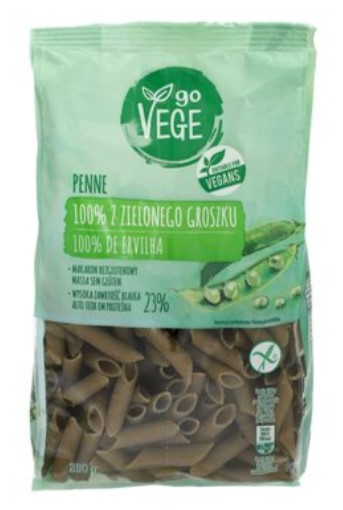 go
VEGE
SUITABLE FOR
VEGANS
PENNE
100% Z ZIELONEGO GROSZKU
100% DE ERVILHA
- MAKARON BEZGLUTENOWY
MASSA SEM GLÚTEN
- WYSOKA ZAWARTOŚĆ BIAŁKA
ALTO TEOR EM PROTEÍNA 23%